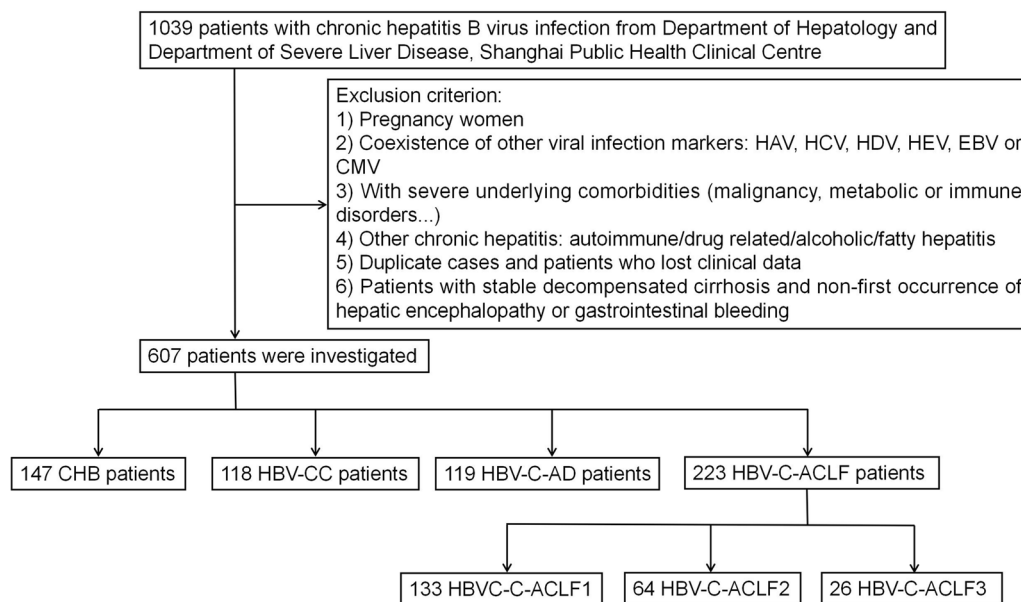 1039 patients with chronic hepatitis B virus infection from Department of Hepatology and
Department of Severe Liver Disease, Shanghai Public Health Clinical Centre
Exclusion criterion:
1) Pregnancy women
2) Coexistence of other viral infection markers: HAV, HCV, HDV, HEV, EBV or
CMV
3) With severe underlying comorbidities (malignancy, metabolic or immune
disorders...)
4) Other chronic hepatitis: autoimmune/drug related/alcoholic/fatty hepatitis
5) Duplicate cases and patients who lost clinical data
6) Patients with stable decompensated cirrhosis and non-first occurrence of
hepatic encephalopathy or gastrointestinal bleeding
607 patients were investigated
147 CHB patients
118 HBV-CC patients
119 HBV-C-AD patients
223 HBV-C-ACLF patients
133 HBVC-C-ACLF1
64 HBV-C-ACLF2
26 HBV-C-ACLF3